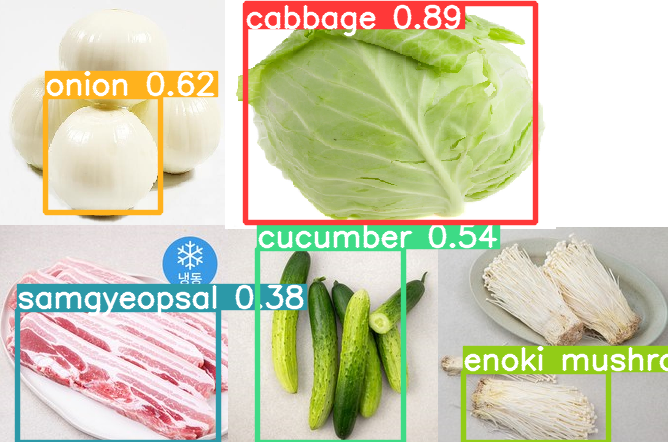 cabbage 0.89
onion 0.62
cucumber 0.54
냉동
samgyeopsal 0.38
enoki mushro